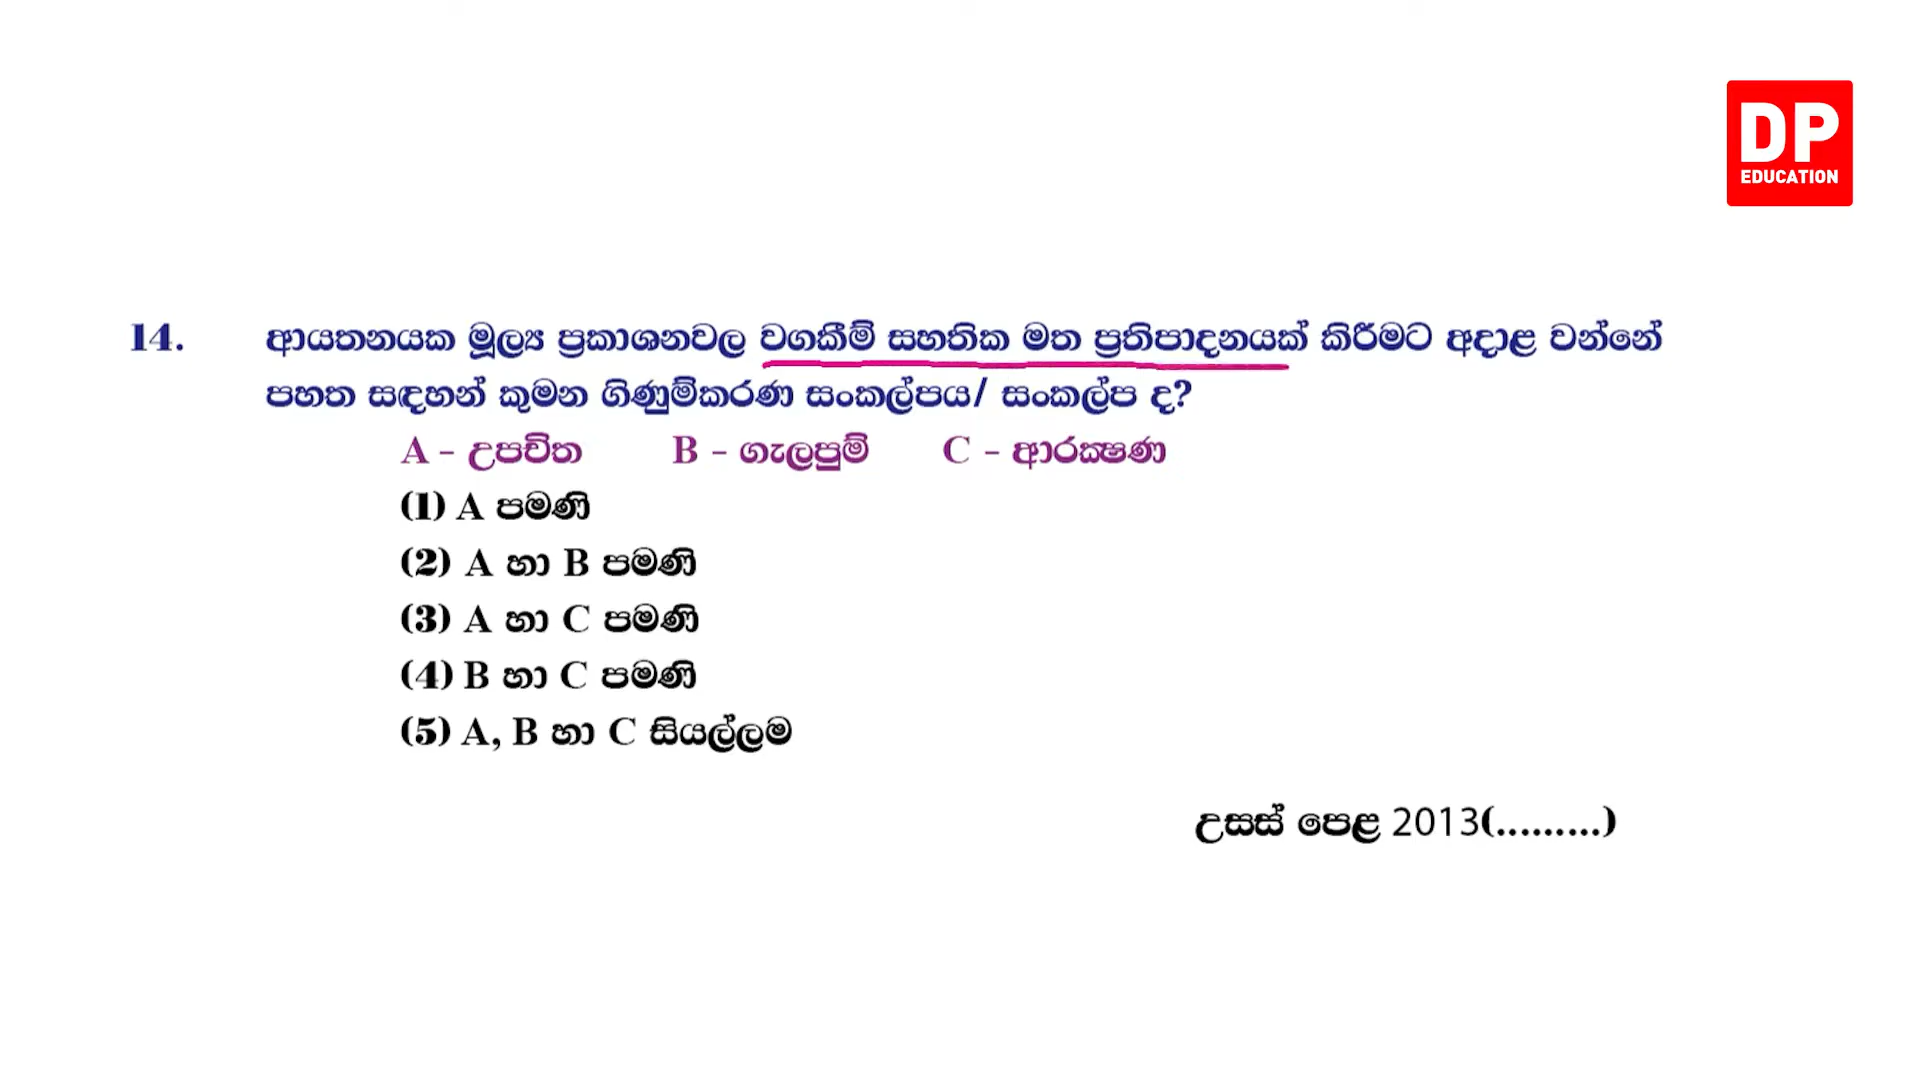 DP
EDUCATION
14. ආයතනයක මූල්‍ය ප්‍රකාශනවල වගකීම් සහතික මත ප්‍රතිපාදනයක් කිරීමට අදාළ වන්නේ
පහත සඳහන් කුමන ගිණුම්කරණ සංකල්පය/ සංකල්ප ද?
A - උපචිත B - ගැලපුම් C - ආරක්‍ෂණ
(1) A පමණි
(2) A හා B පමණි
(3) A හා C පමණි
(4) B හා C පමණි
(5) A, B හා C සියල්ලම
උසස් පෙළ 2013(.........)